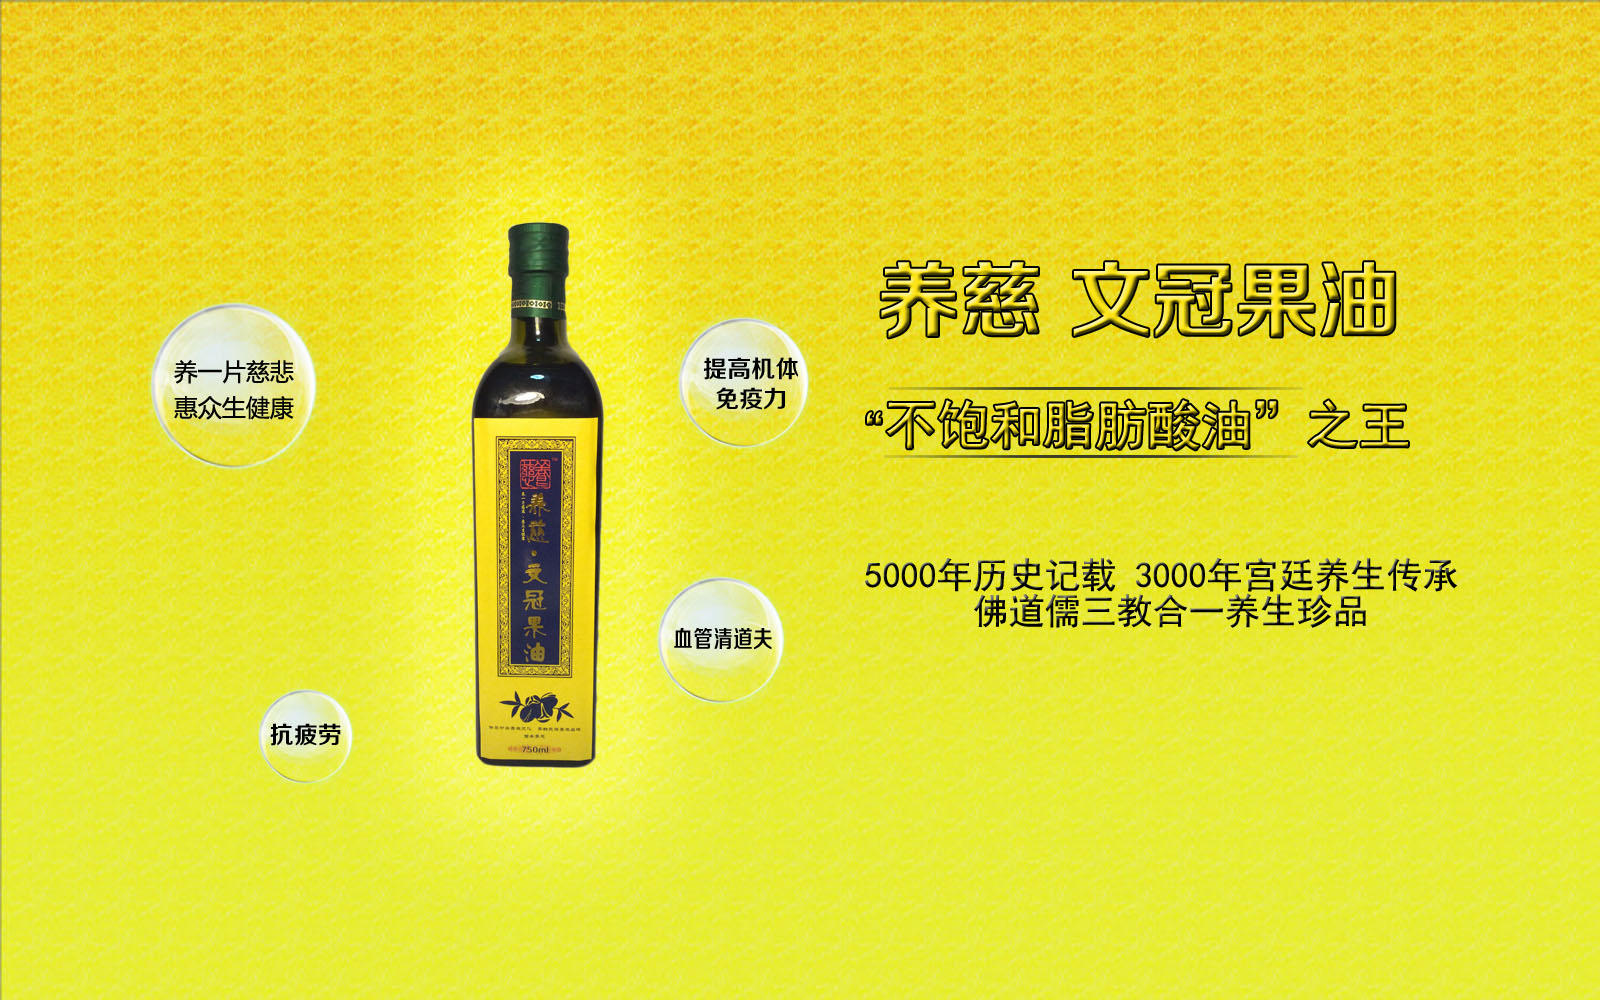 养慈 文冠果油
“不饱和脂肪酸油”之王
5000年历史记载 3000年宫廷养生传承
佛道儒三教合一养生珍品
养一片慈悲
惠众生健康
提高机体
免疫力
血管清道夫
抗疲劳
养慈·文冠果油
750ml